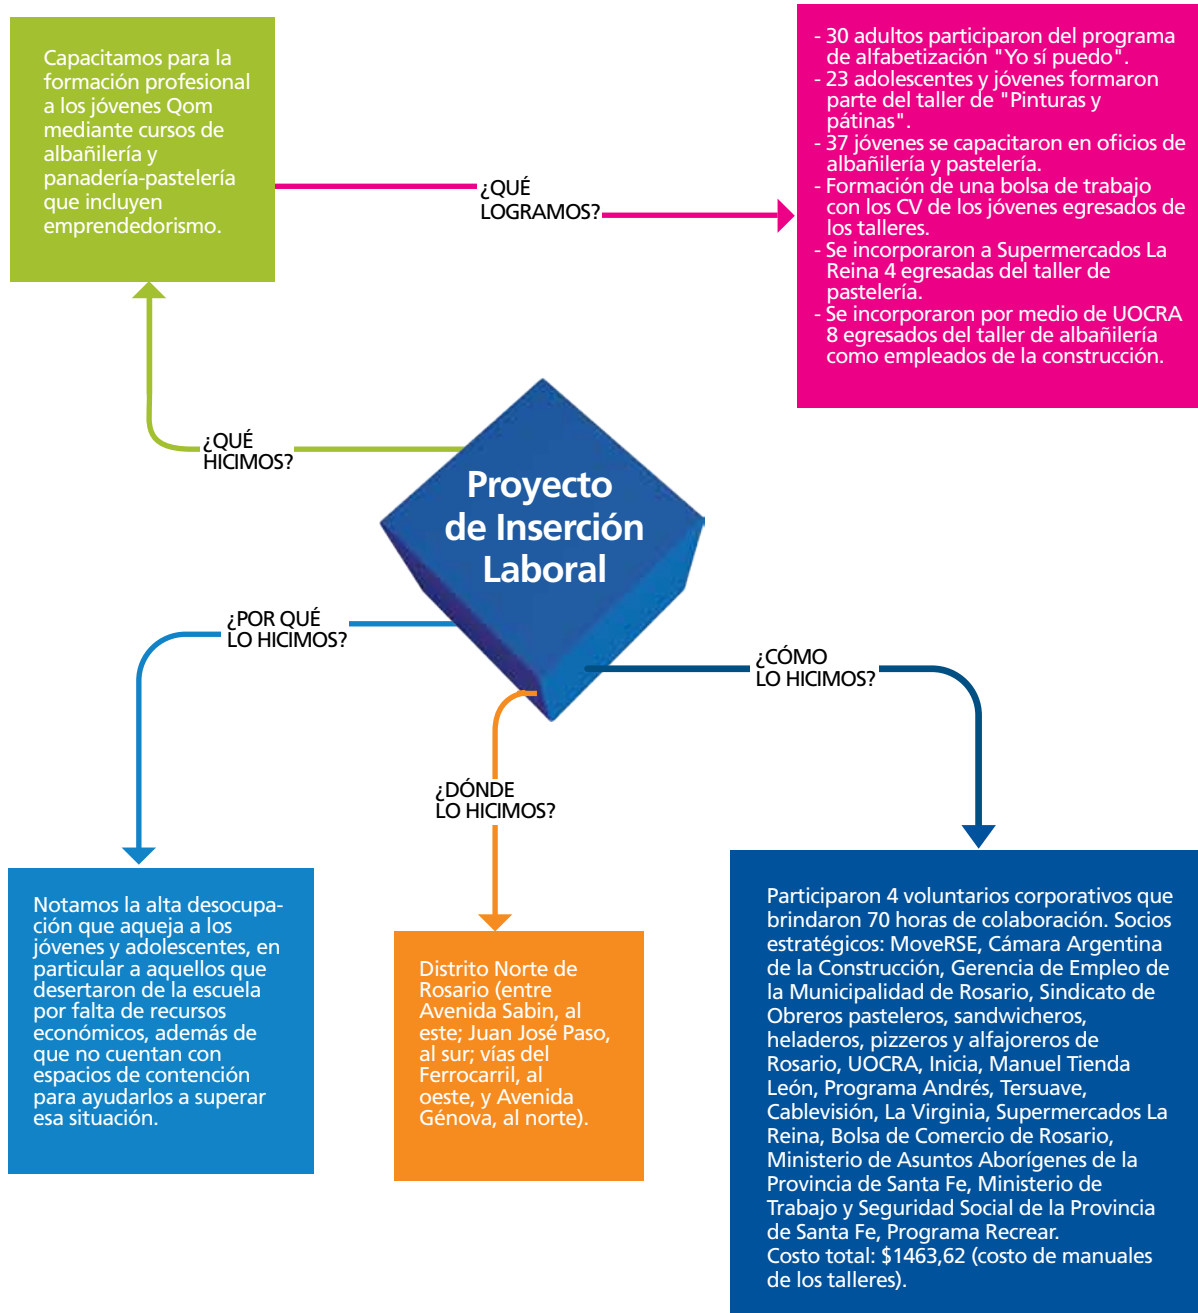 Capacitamos para la
formación profesional
a los jóvenes Qom
mediante cursos de
albañilería y
panadería-pastelería
que incluyen
emprendedorismo.
¿QUÉ
LOGRAMOS?
- 30 adultos participaron del programa
de alfabetización "Yo sí puedo".
- 23 adolescentes y jóvenes formaron
parte del taller de "Pinturas y
pátinas".
- 37 jóvenes se capacitaron en oficios de
albañilería y pastelería.
- Formación de una bolsa de trabajo
con los CV de los jóvenes egresados de
los talleres.
- Se incorporaron a Supermercados La
Reina 4 egresadas del taller de
pastelería.
- Se incorporaron por medio de UOCRA
8 egresados del taller de albañilería
como empleados de la construcción.
¿QUÉ
HICIMOS?
Proyecto
de Inserción
Laboral
¿POR QUÉ
LO HICIMOS?
¿CÓMO
LO HICIMOS?
¿DÓNDE
LO HICIMOS?
Notamos la alta desocupa-
ción que aqueja a los
jóvenes y adolescentes, en
particular a aquellos que
desertaron de la escuela
por falta de recursos
económicos, además de
que no cuentan con
espacios de contención
para ayudarlos a superar
esa situación.
Distrito Norte de
Rosario (entre
Avenida Sabin, al
este; Juan José Paso,
al sur; vías del
Ferrocarril, al
oeste, y Avenida
Génova, al norte).
Participaron 4 voluntarios corporativos que
brindaron 70 horas de colaboración. Socios
estratégicos: MoveRSE, Cámara Argentina
de la Construcción, Gerencia de Empleo de
la Municipalidad de Rosario, Sindicato de
Obreros pasteleros, sandwicheros,
heladeros, pizzeros y alfajoreros de
Rosario, UOCRA, Inicia, Manuel Tienda
León, Programa Andrés, Tersuave,
Cablevisión, La Virginia, Supermercados La
Reina, Bolsa de Comercio de Rosario,
Ministerio de Asuntos Aborígenes de la
Provincia de Santa Fe, Ministerio de
Trabajo y Seguridad Social de la Provincia
de Santa Fe, Programa Recrear.
Costo total: $1463,62 (costo de manuales
de los talleres).